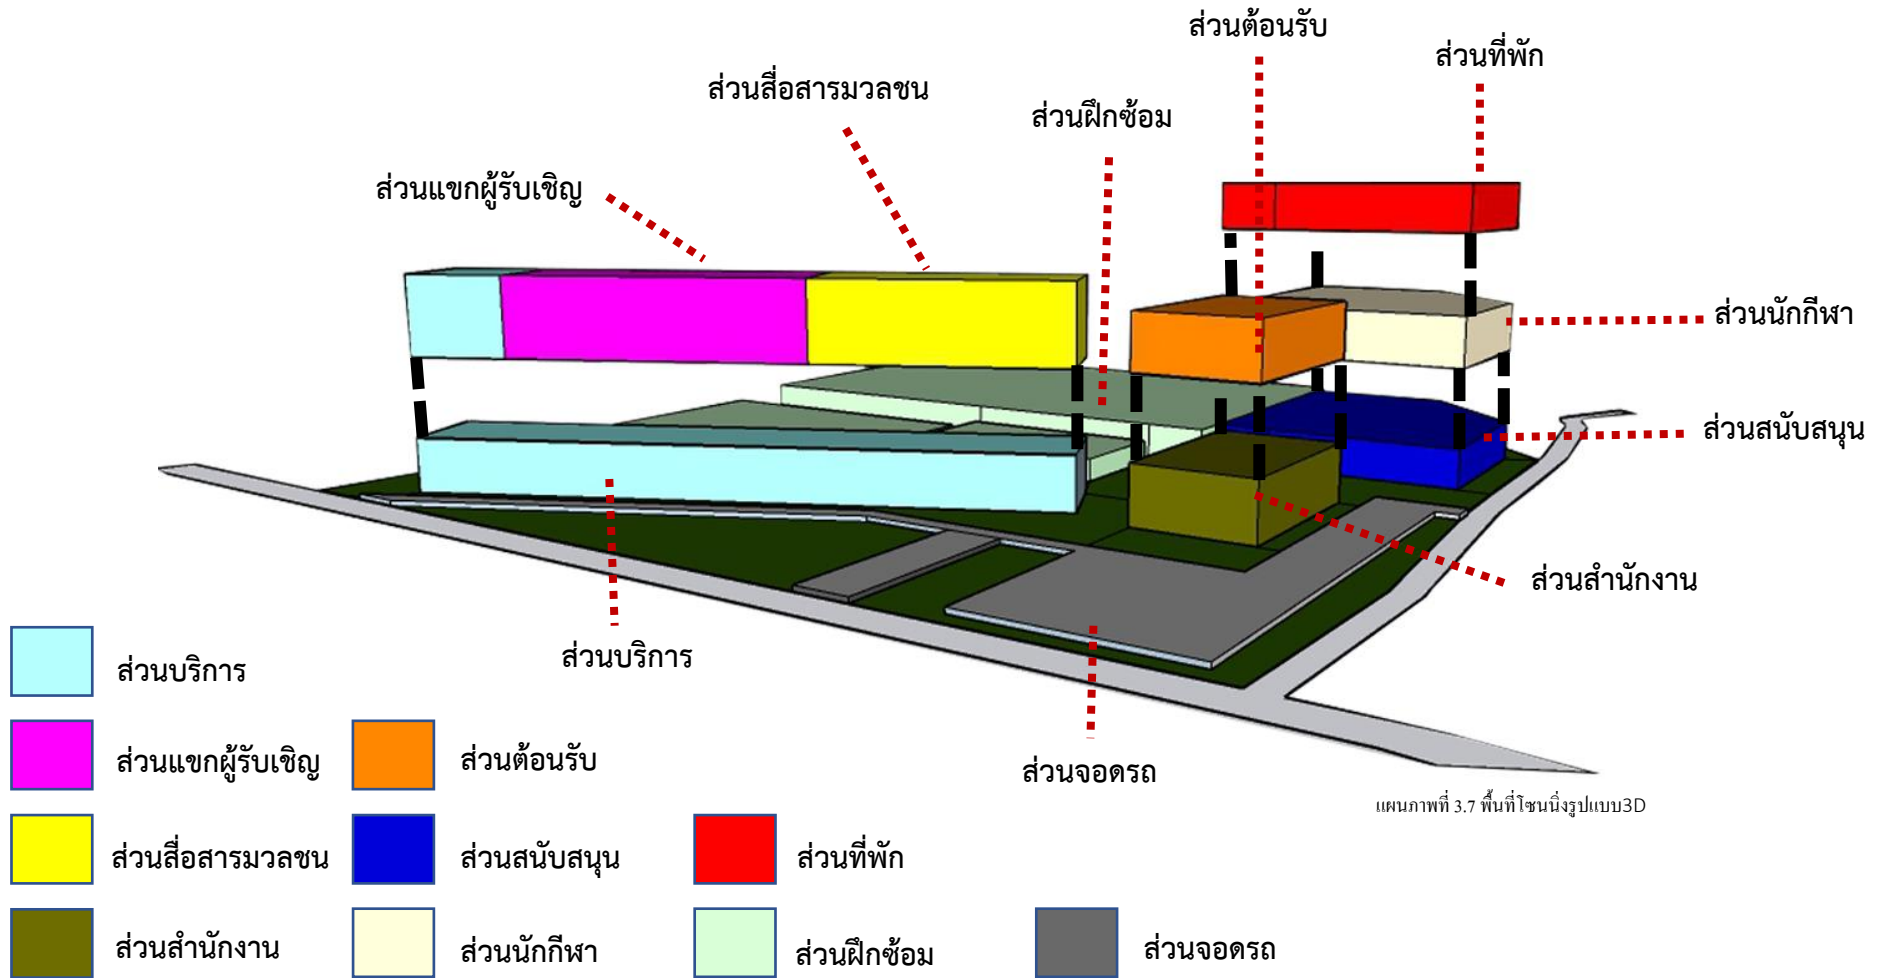 ส่วนต้อนรับ
ส่วนที่พัก
ส่วนสื่อสารมวลชน
ส่วนฝึกซ้อม
ส่วนแขกผู้รับเชิญ
ส่วนนักกีฬา
ส่วนสนับสนุน
ส่วนสำนักงาน
ส่วนบริการ
ส่วนจอดรถ
แผนภาพที่ 3.7 พื้นที่โซนนิ่งรูปแบบ3D
ส่วนบริการ
ส่วนแขกผู้รับเชิญ
ส่วนต้อนรับ
ส่วนสื่อสารมวลชน
ส่วนสนับสนุน
ส่วนที่พัก
ส่วนสำนักงาน
ส่วนนักกีฬา
ส่วนฝึกซ้อม
ส่วนจอดรถ